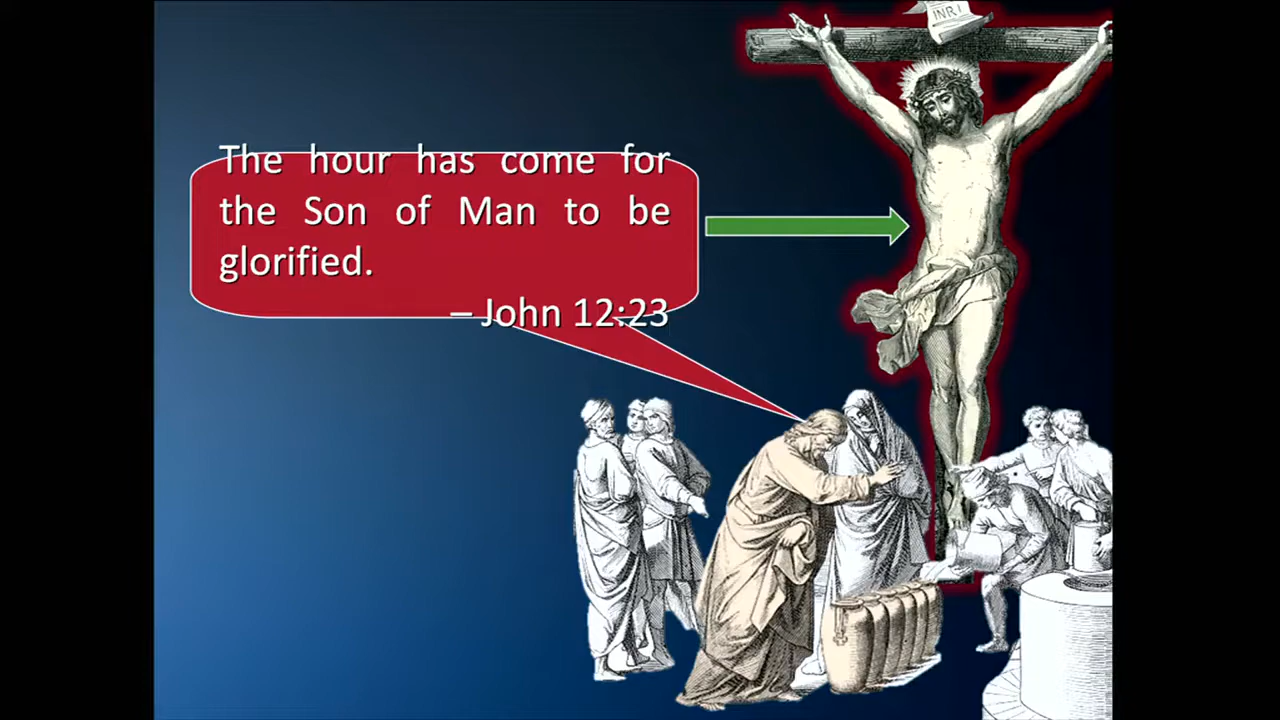 INRI
The hour has come for
the Son of Man to be
glorified.
– John 12:23